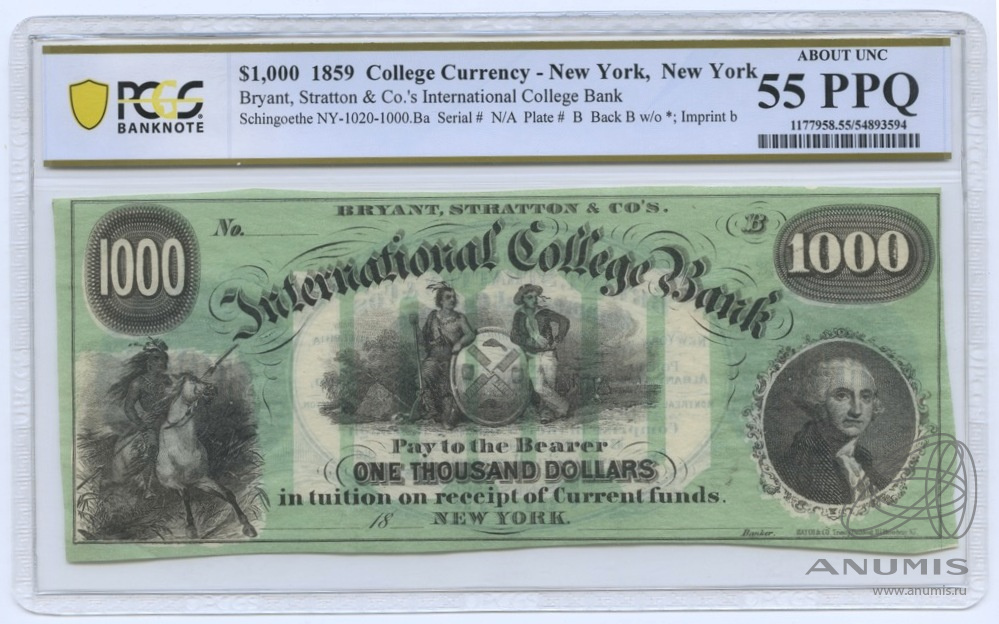 PCGS
BANKNOTE
$1,000 1859 College Currency - New York, New York
Bryant, Stratton & Co.'s International College Bank
Schingoethe NY-1020-1000.Ba Serial # N/A Plate # B Back B w/o *; Imprint b
ABOUT UNC
55 PPQ
1177958.55/54893594
BRYANT, STRATTON & CO'S.
No.
B
1000
1000
International College Bank
Pay to the Bearer
ONE THOUSAND DOLLARS
in tuition on receipt of Current funds.
18 NEW YORK.
Banker.
ANUMIS
www.anumis.ru